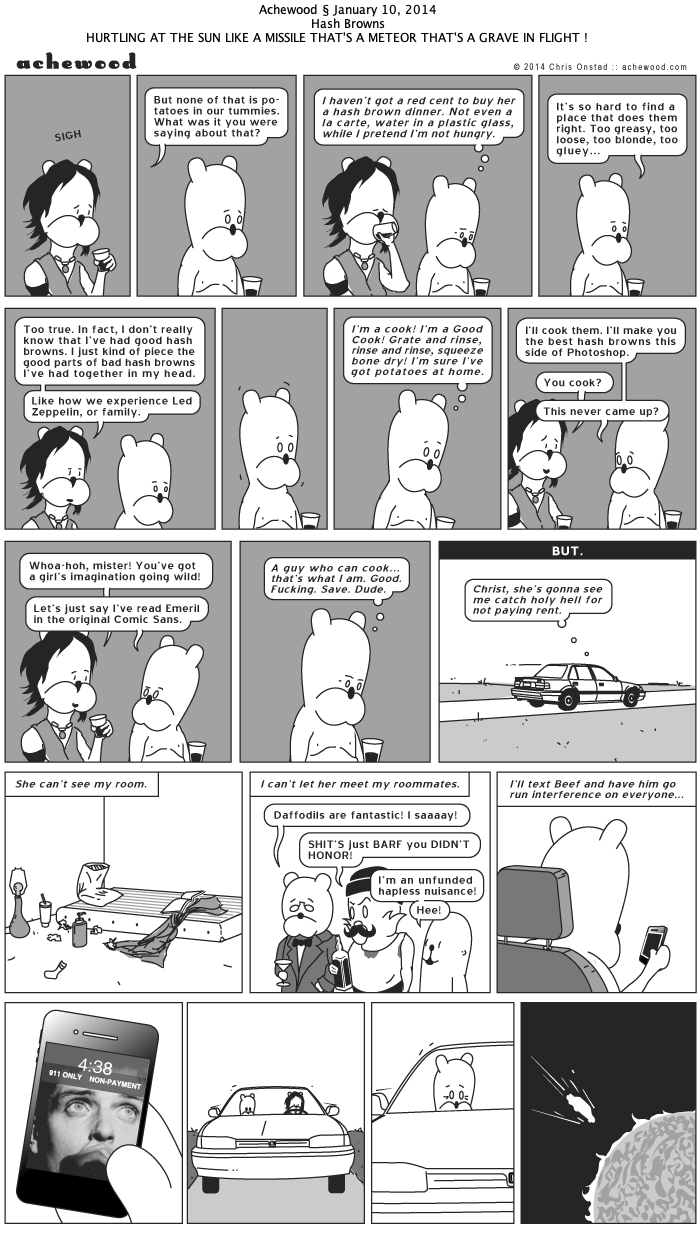 Achewood § January 10, 2014
Hash Browns
HURTLING AT THE SUN LIKE A MISSILE THAT'S A METEOR THAT'S A GRAVE IN FLIGHT !
achewood
© 2014 Chris Onstad :: achewood.com
SIGH
But none of that is po-
tatoes in our tummies.
What was it you were
saying about that?
I haven't got a red cent to buy her
a hash brown dinner. Not even a
la carte, water in a plastic glass,
while I pretend I'm not hungry.
It's so hard to find a
place that does them
right. Too greasy, too
loose, too blonde, too
gluey...
Too true. In fact, I don't really
know that I've had good hash
browns. I just kind of piece the
good parts of bad hash browns
I've had together in my head.
Like how we experience Led
Zeppelin, or family.
I'm a cook! I'm a Good
Cook! Grate and rinse,
rinse and rinse, squeeze
bone dry! I'm sure I've
got potatoes at home.
I'll cook them. I'll make you
the best hash browns this
side of Photoshop.
You cook?
This never came up?
Whoa-hoh, mister! You've got
a girl's imagination going wild!
Let's just say I've read Emeril
in the original Comic Sans.
A guy who can cook...
that's what I am. Good.
Fucking. Save. Dude.
BUT.
Christ, she's gonna see
me catch holy hell for
not paying rent.
She can't see my room.
I can't let her meet my roommates.
Daffodils are fantastic! I saaaay!
SHIT'S just BARF you DIDN'T
HONOR!
I'm an unfunded
hapless nuisance!
Hee!
I'll text Beef and have him go
run interference on everyone...
4:38
911 ONLY NON-PAYMENT